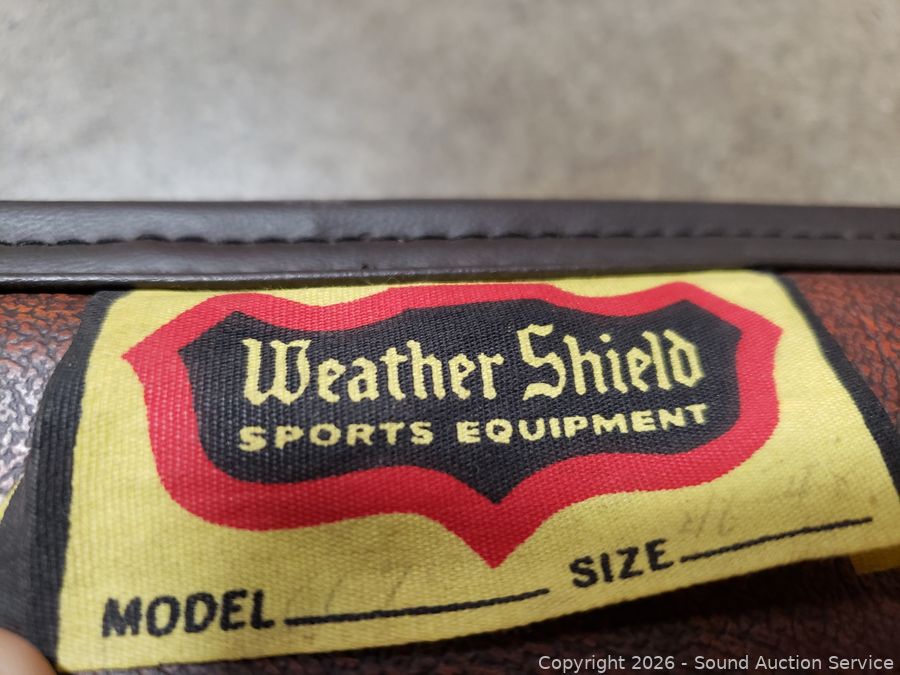 Weather Shield
SPORTS EQUIPMENT
SIZE
MODEL
Copyright 2026 - Sound Auction Service